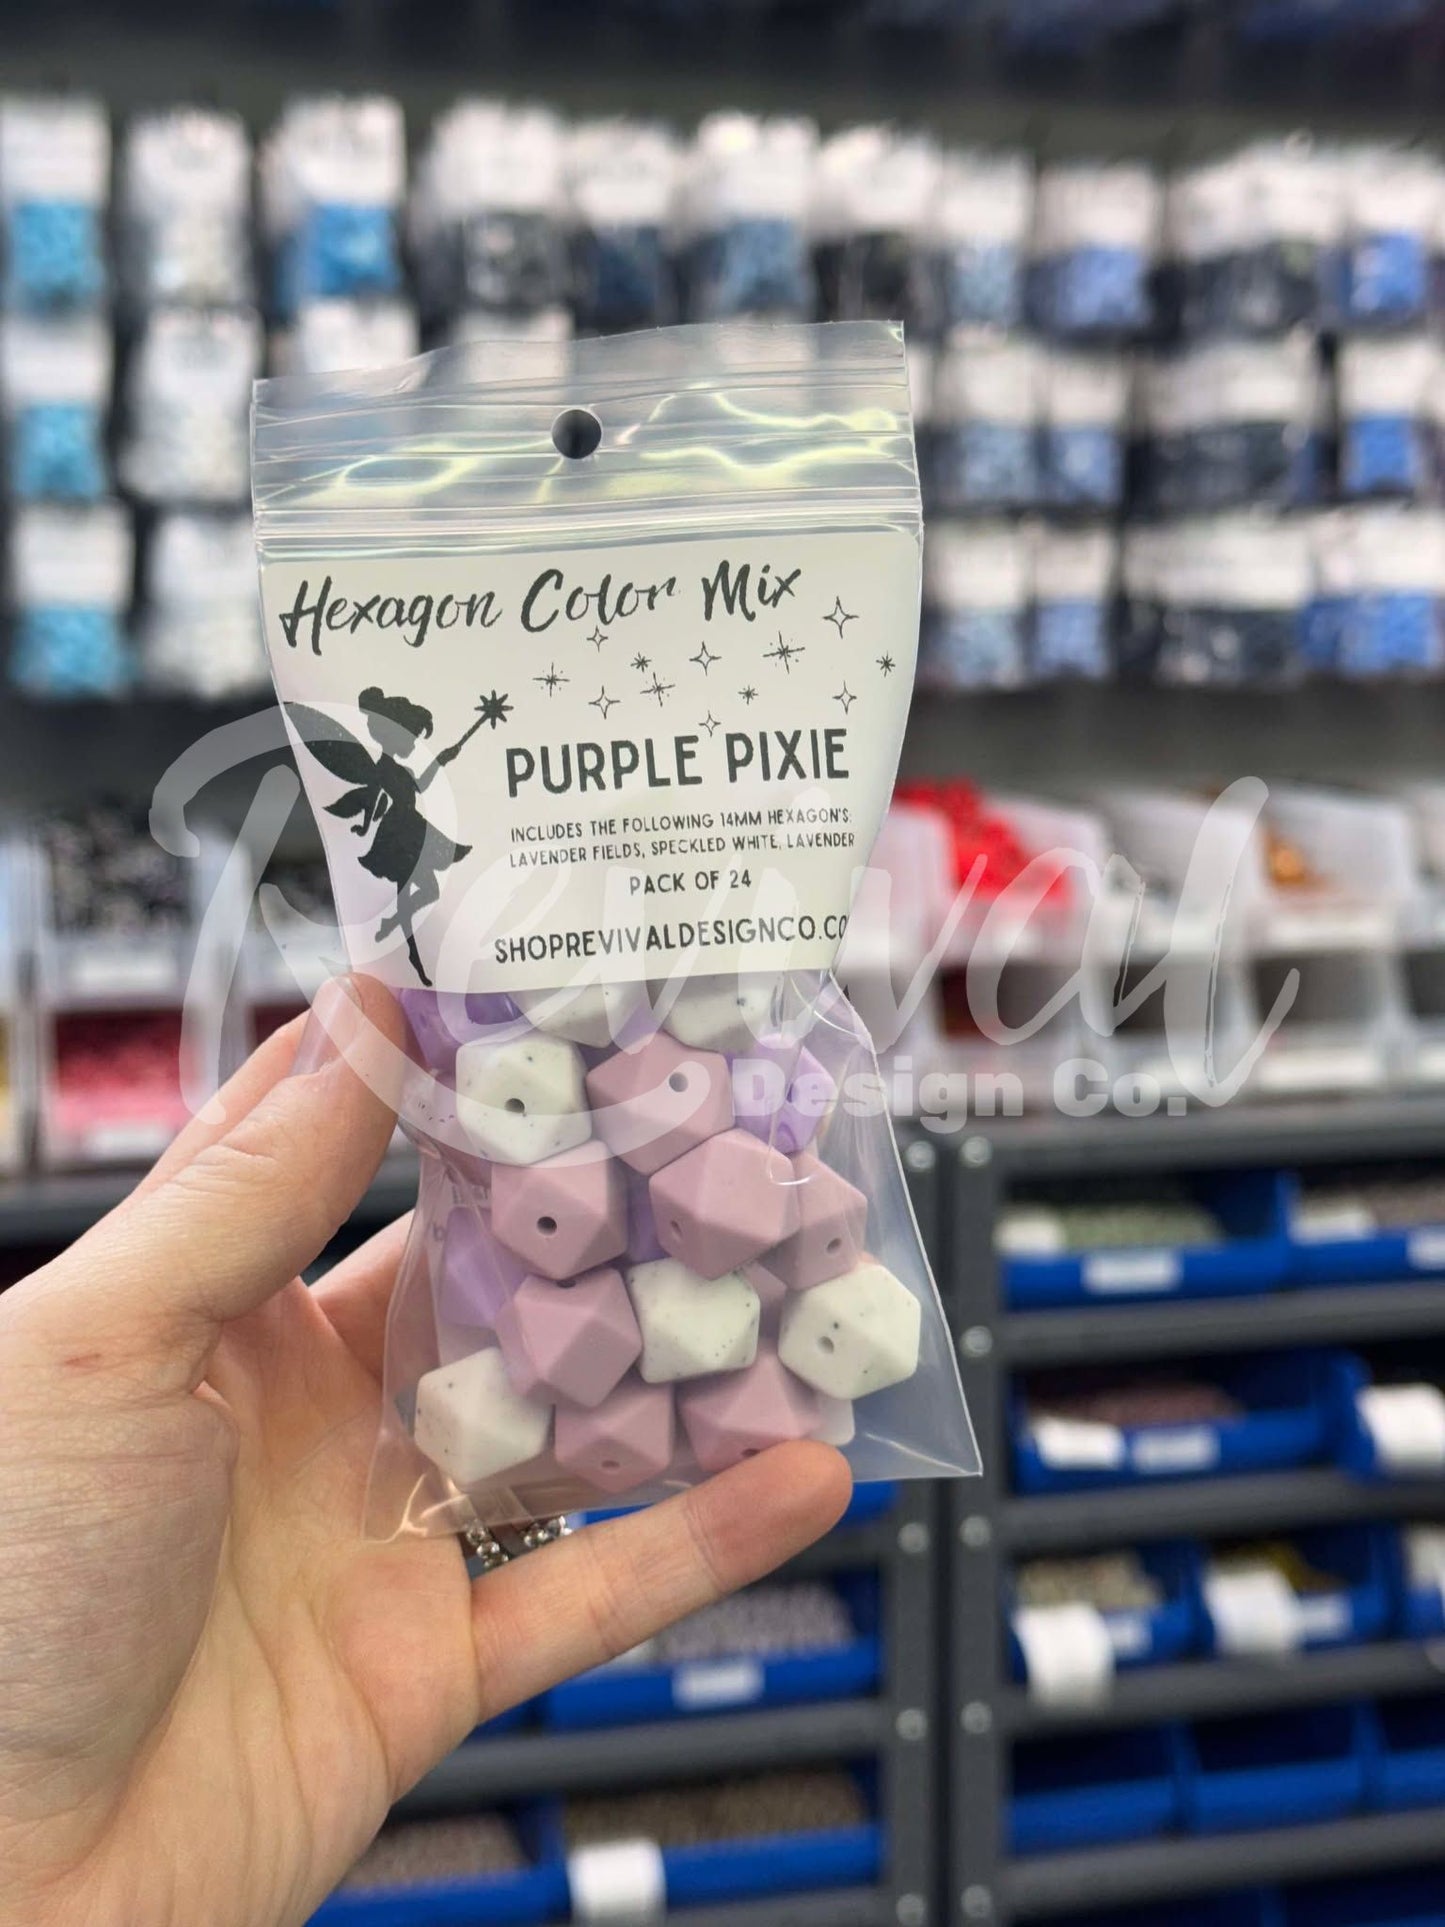 Hexagon Color Mix
PURPLE PIXIE
INCLUDES THE FOLLOWING 14MM HEXAGON'S:
LAVENDER FIELDS, SPECKLED WHITE, LAVENDER
PACK OF 24
SHOPREVIVALDESIGNCO.CO
Revival
Design Co.